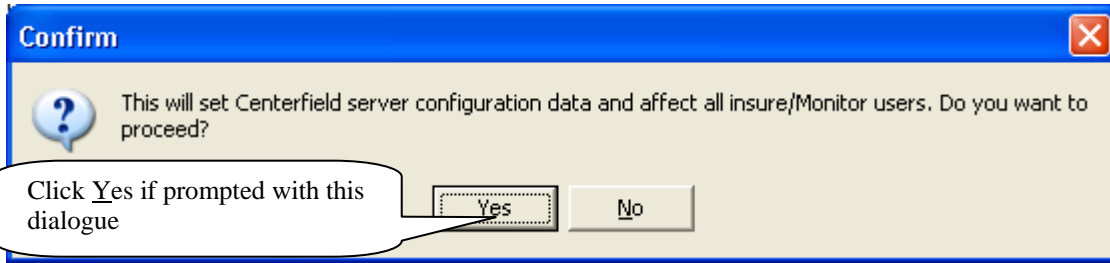 Confirm
This will set Centerfield server configuration data and affect all insure/Monitor users. Do you want to
proceed?
Click Yes if prompted with this
dialogue
Yes
No